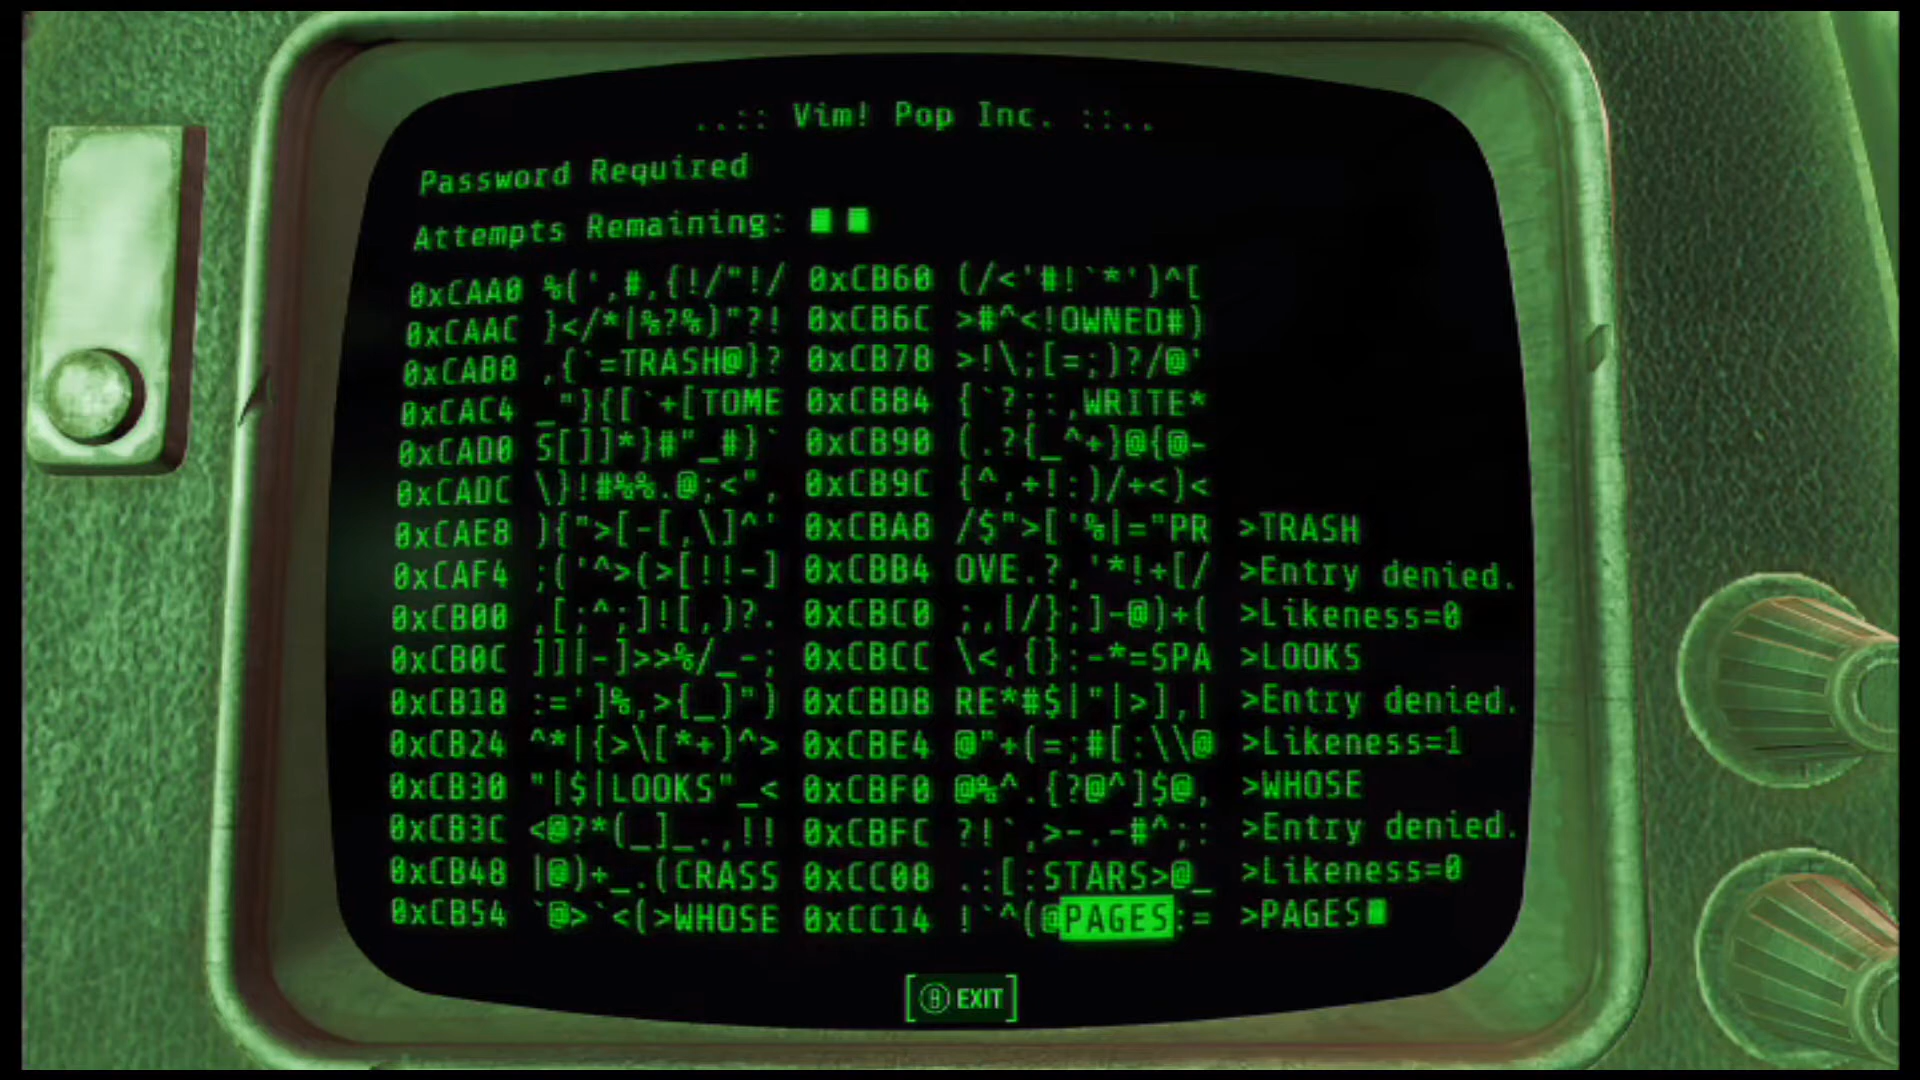 ..:: Vim! Pop Inc. ::..
Password Required
Attempts Remaining:
0xCAA0 %(',#,{!/"!/ 0xCB60 (/<'#!`*')^[
0xCAAC }</*|%?%)"?! 0xCB6C >#^<!OWNED#)
0xCAB8 ,{`=TRASH@}? 0xCB78 >!\;[=;)?/@'
0xCAC4 _"}{[`+[TOME 0xCB84 {`?;:,WRITE*
0xCAD0 S[]]*}#"_#}` 0xCB90 (.?{_^+}@{@-
0xCADC \}!#%%.@;<", 0xCB9C {^,+!:)/+<)<
0xCAE8 ){">[-[,\]^' 0xCBA8 /$">['%|="PR >TRASH
0xCAF4 ;('^>(>[!!-] 0xCBB4 OVE.?,'*!+[/ >Entry denied.
0xCB00 ,[;^;]![,)?. 0xCBC0 ;,|/};]-@)+( >Likeness=0
0xCB0C ]]|-]>>%/_-; 0xCBCC \<,{}:-*=SPA >LOOKS
0xCB18 :=']%,>{_)") 0xCBD8 RE*#$|"|>],| >Entry denied.
0xCB24 ^*|{>\[*+)^> 0xCBE4 @"+(=;#[:\\@ >Likeness=1
0xCB30 "|$|LOOKS"_< 0xCBF0 @%^.{?@^]$@, >WHOSE
0xCB3C <@?*(_]_.,!! 0xCBFC ?!`,>-.-#^;: >Entry denied.
0xCB48 |@)+_.(CRASS 0xCC08 .:[:STARS>@_ >Likeness=0
0xCB54 `@>`<(>WHOSE 0xCC14 !`^(@PAGES:= >PAGES
[B EXIT]